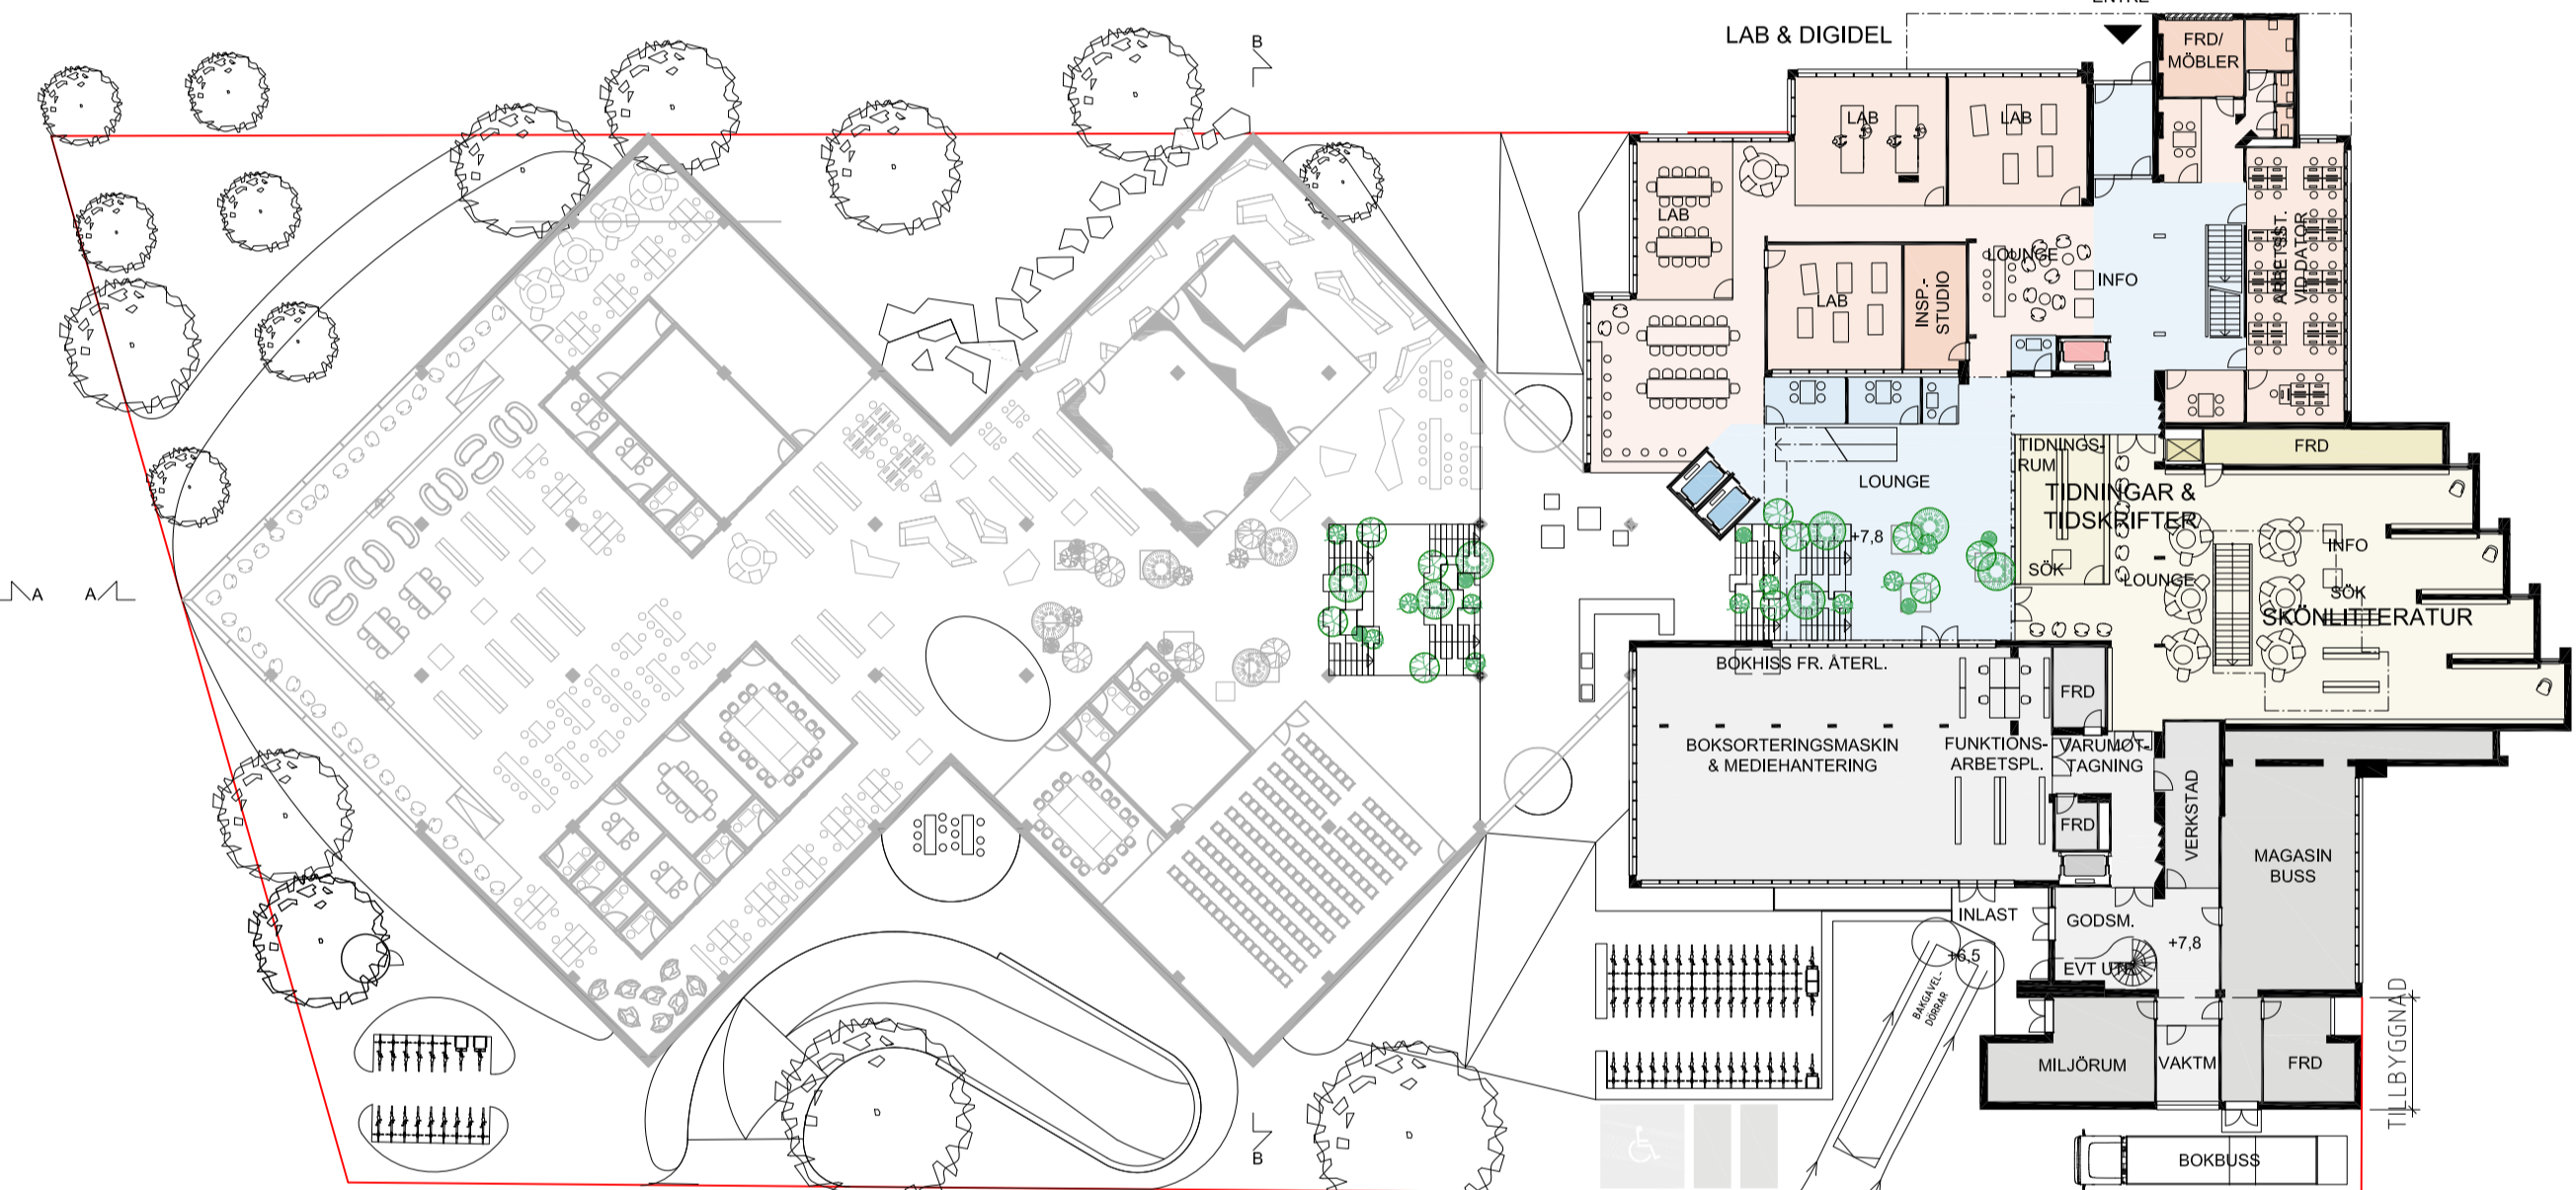 ENTRÉ
LAB & DIGIDEL
FRD/
MÖBLER
B
LAB
LAB
LAB
LOUNGE
INFO
ARBETSST.
VID DATOR
LAB
INSP.-
STUDIO
FRD
TIDNINGS-
RUM
LOUNGE
TIDNINGAR &
TIDSKRIFTER
+7,8
INFO
SÖK
LOUNGE
SÖK
SKÖNLITTERATUR
A
A
BOKHISS FR. ÅTERL.
FRD
BOKSORTERINGSMASKIN
& MEDIEHANTERING
FUNKTIONS-
ARBETSPL.
VARUMOT-
TAGNING
VERKSTAD
FRD
MAGASIN
BUSS
INLAST
GODSM.
+7,8
+6,5
EVT UTR
BAKGAVEL-
DÖRRAR
TILLBYGGNAD
MILJÖRUM
VAKTM
FRD
B
BOKBUSS